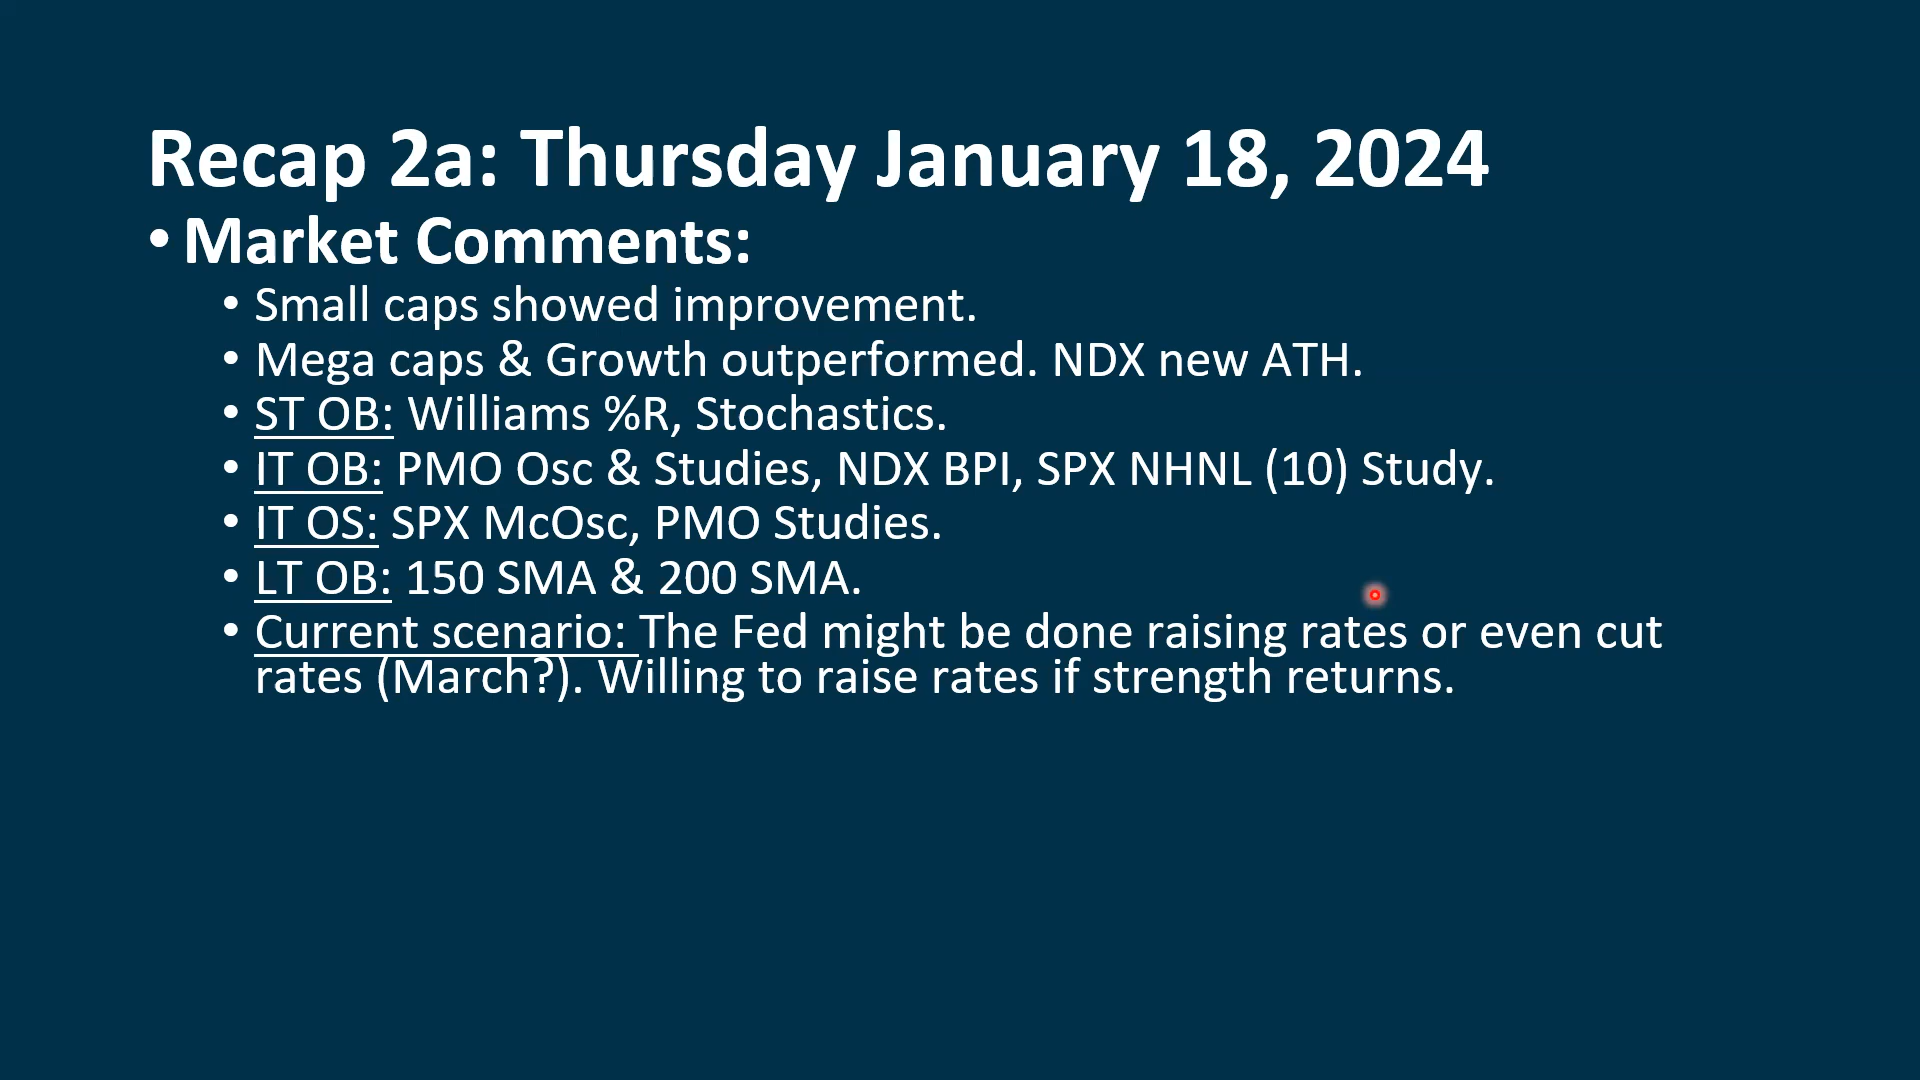 Recap 2a: Thursday January 18, 2024
• Market Comments:
• Small caps showed improvement.
• Mega caps & Growth outperformed. NDX new ATH.
• ST OB: Williams %R, Stochastics.
• IT OB: PMO Osc & Studies, NDX BPI, SPX NHNL (10) Study.
• IT OS: SPX McOsc, PMO Studies.
• LT OB: 150 SMA & 200 SMA.
• Current scenario: The Fed might be done raising rates or even cut
rates (March?). Willing to raise rates if strength returns.